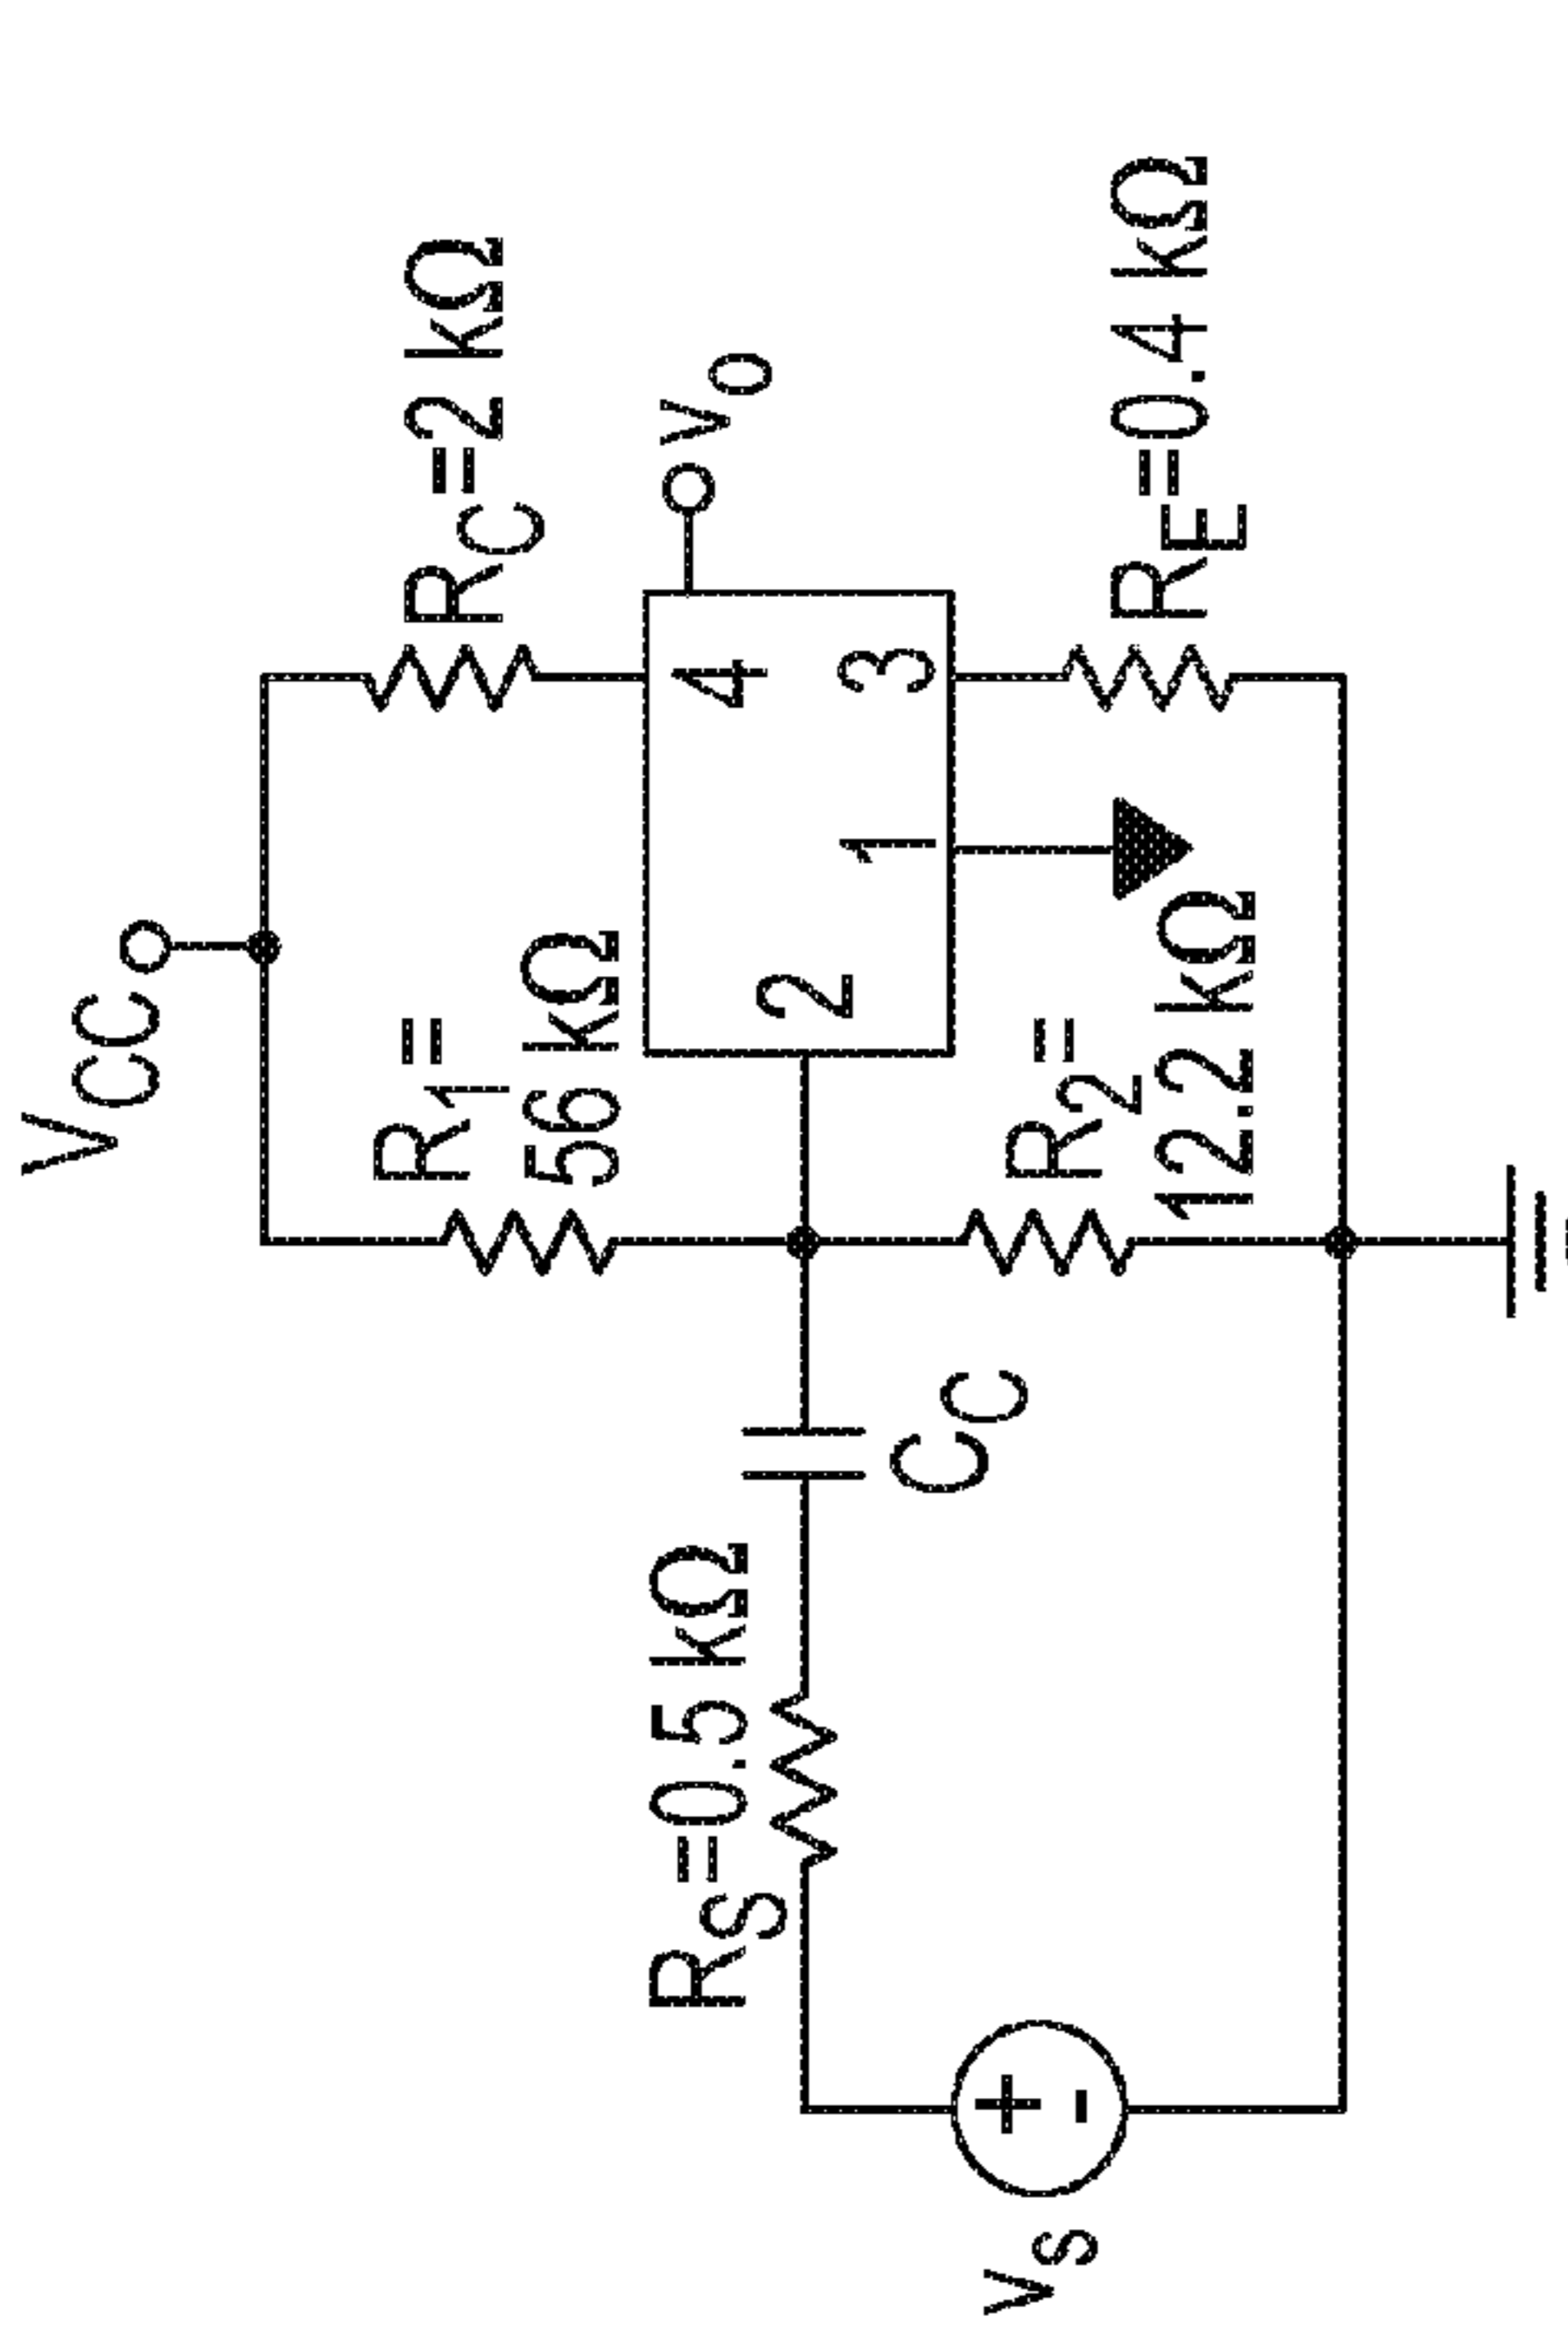 VCC
R1=
56 kΩ
RC=2 kΩ
vO
RS=0.5 kΩ
CC
2
4
1
3
vs
R2=
12.2 kΩ
RE=0.4 kΩ
+
-